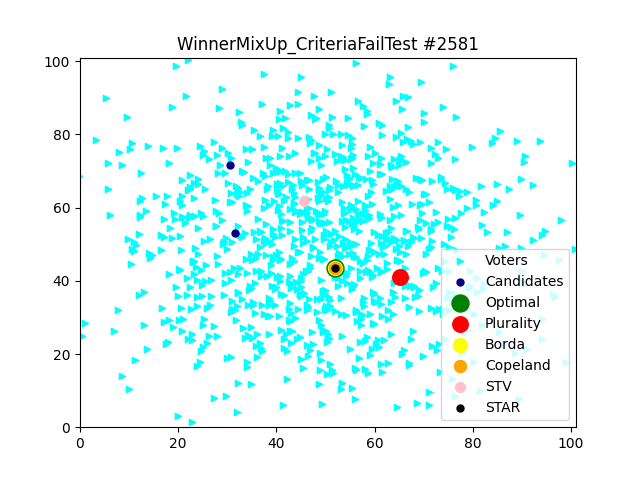 WinnerMixUp_CriteriaFailTest #2581
100
80
60
40
20
0
0 20 40 60 80 100
Voters
Candidates
Optimal
Plurality
Borda
Copeland
STV
STAR